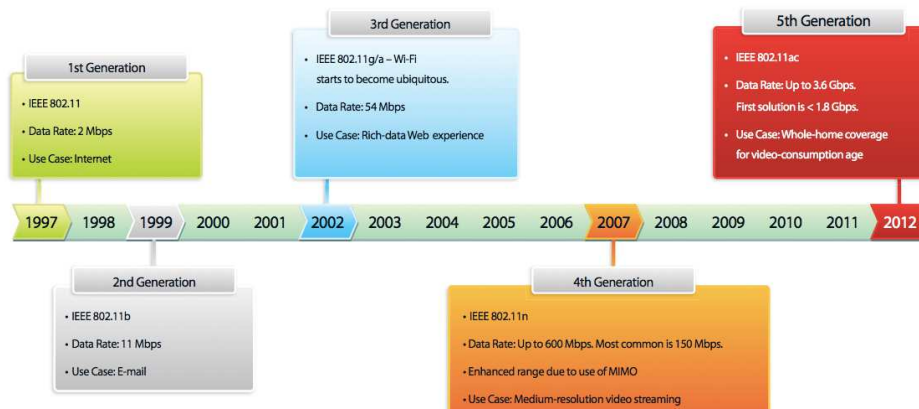 1st Generation
• IEEE 802.11
• Data Rate: 2 Mbps
• Use Case: Internet
3rd Generation
• IEEE 802.11g/a – Wi-Fi
starts to become ubiquitous.
• Data Rate: 54 Mbps
• Use Case: Rich-data Web experience
5th Generation
• IEEE 802.11ac
• Data Rate: Up to 3.6 Gbps.
First solution is < 1.8 Gbps.
• Use Case: Whole-home coverage
for video-consumption age
1997 1998 1999 2000 2001 2002 2003 2004 2005 2006 2007 2008 2009 2010 2011 2012
2nd Generation
• IEEE 802.11b
• Data Rate: 11 Mbps
• Use Case: E-mail
4th Generation
• IEEE 802.11n
• Data Rate: Up to 600 Mbps. Most common is 150 Mbps.
• Enhanced range due to use of MIMO
• Use Case: Medium-resolution video streaming